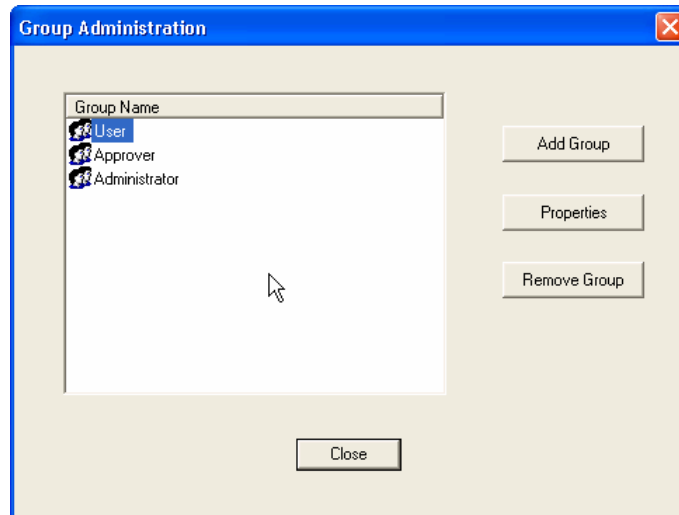 Group Administration
Group Name
User
Approver
Administrator
Add Group
Properties
Remove Group
Close